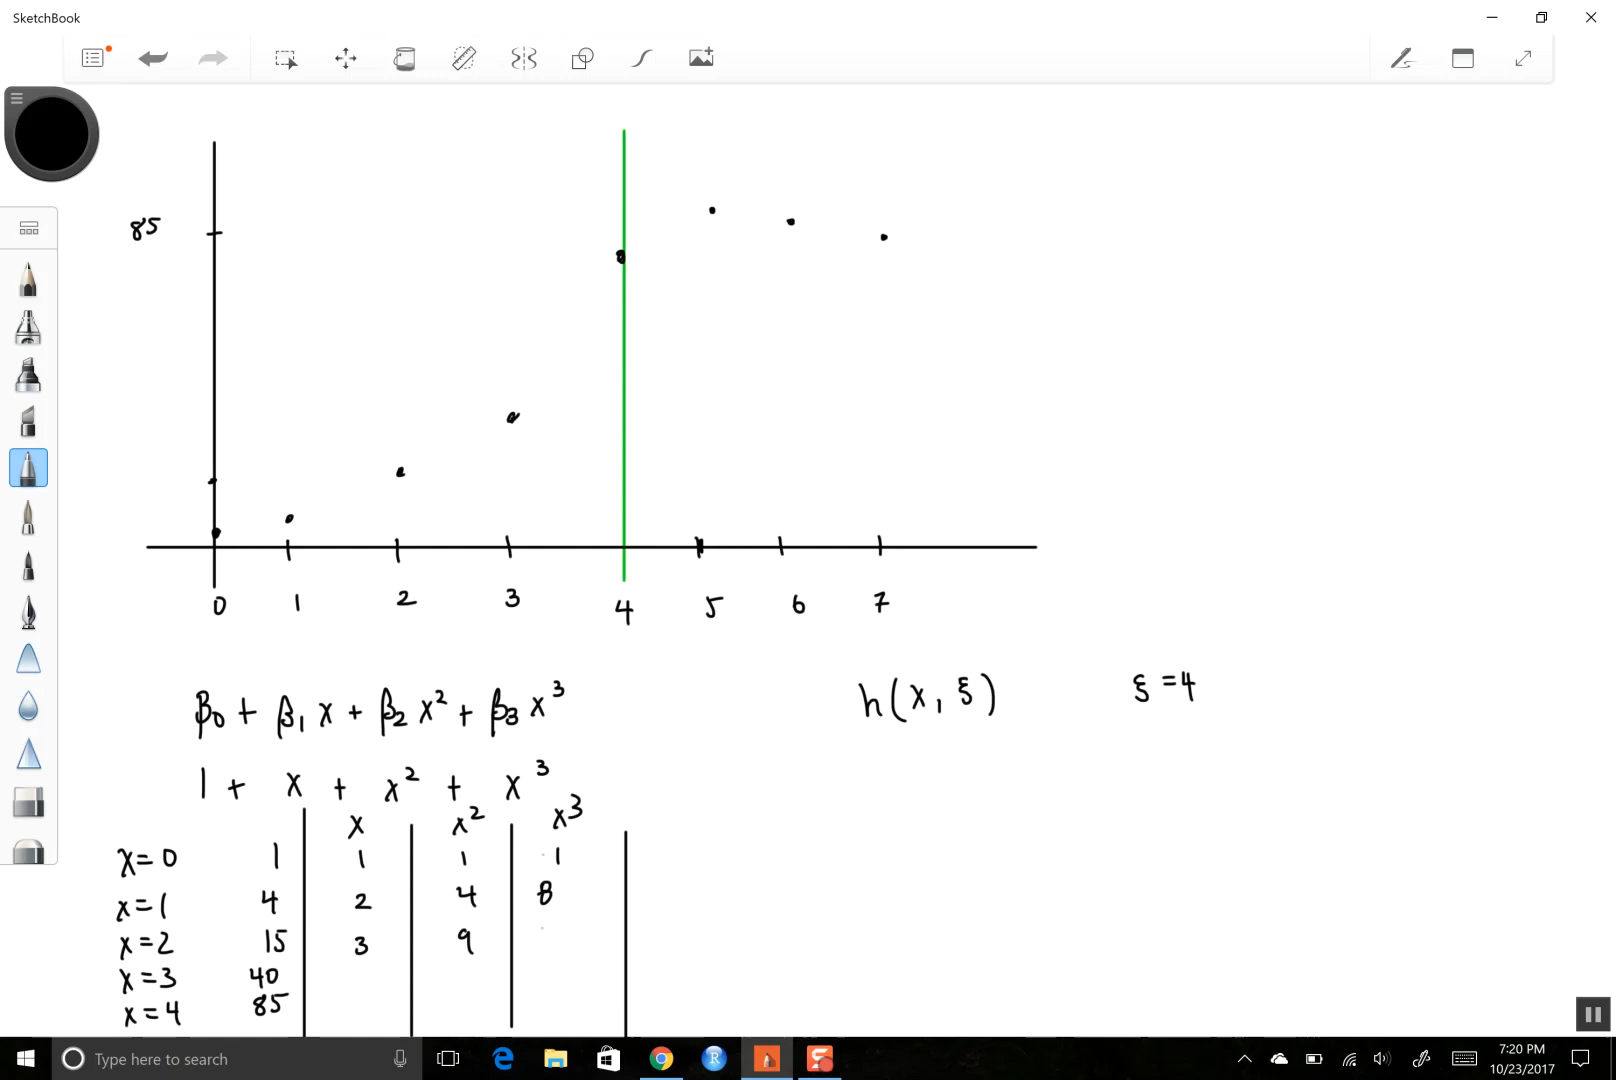 SketchBook
85
0 1 2 3 4 5 6 7
β0 + β1 x + β2 x² + β3 x³
h(x, ξ)
ξ = 4
1 + x + x² + x³
x x² x³
x = 0 1 1 1 1
x = 1 4 2 4 8
x = 2 15 3 9
x = 3 40
x = 4 85
Type here to search
7:20 PM
10/23/2017